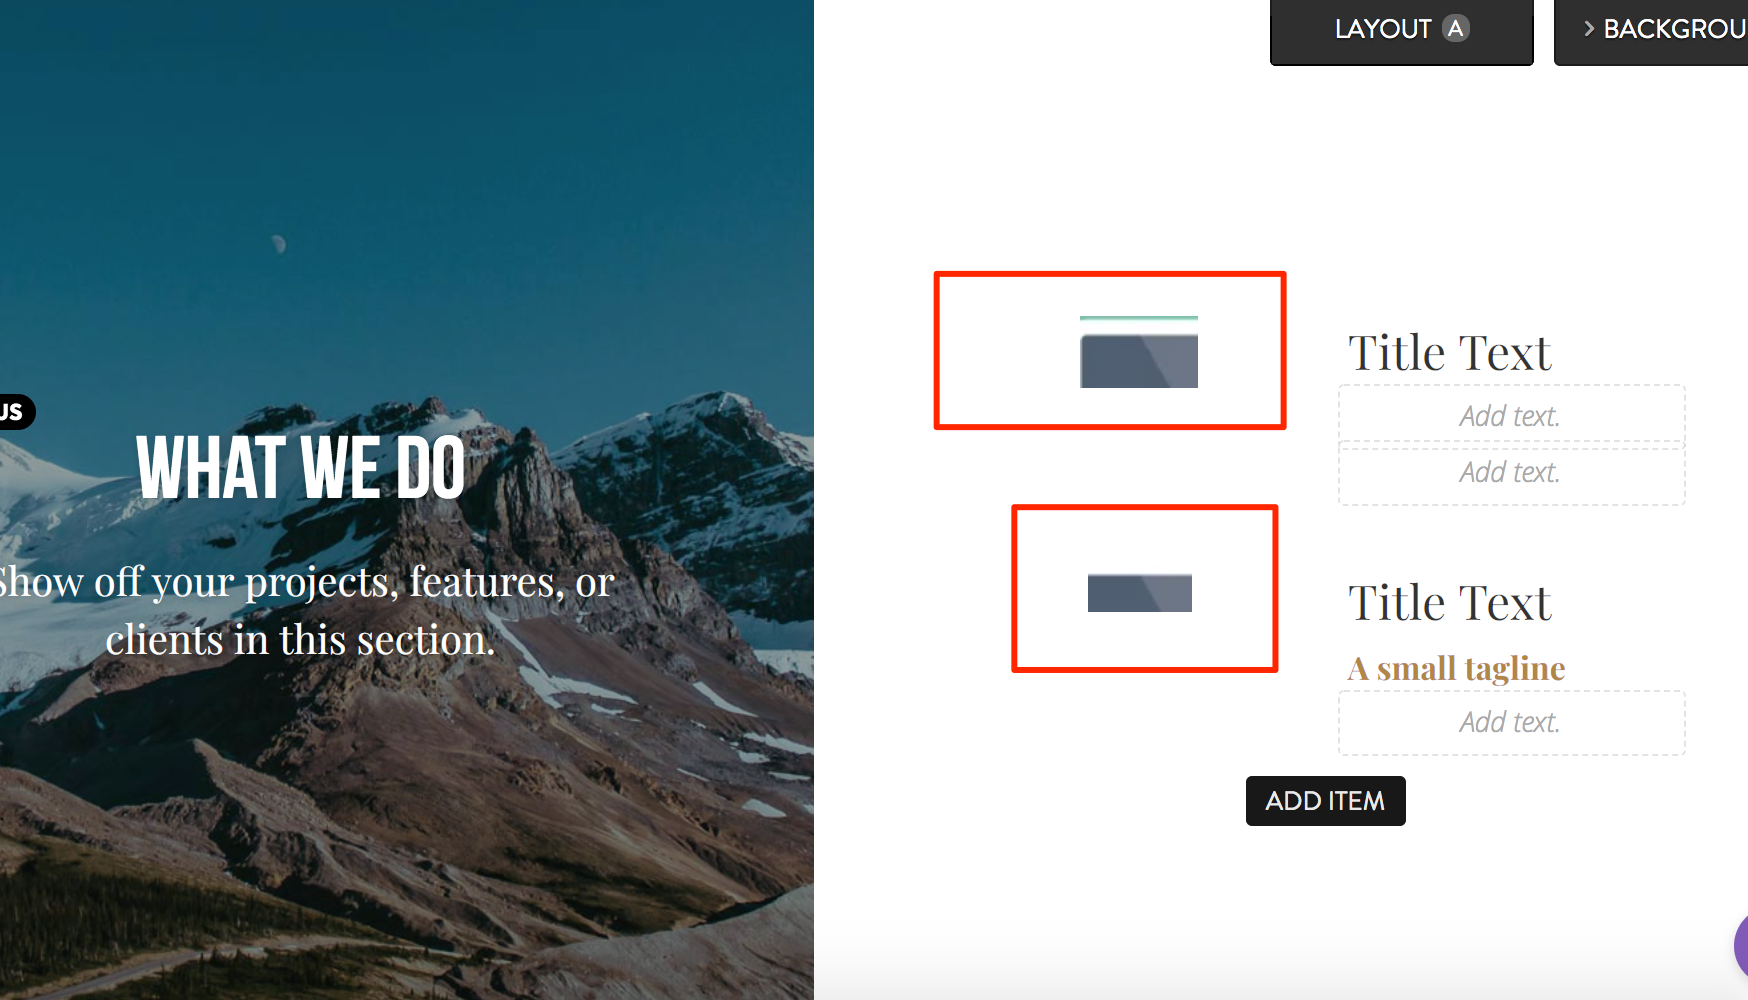 LAYOUT A
> BACKGROU
US
WHAT WE DO
Show off your projects, features, or
clients in this section.
Title Text
Add text.
Add text.
Title Text
A small tagline
Add text.
ADD ITEM